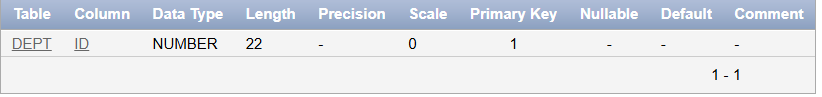 Table Column Data Type Length Precision Scale Primary Key Nullable Default Comment
DEPT ID NUMBER 22 - 0 1 - - -
1 - 1